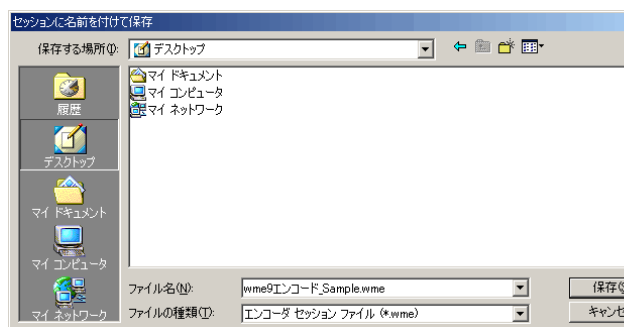 セッションに名前を付けて保存
保存する場所(I):
デスクトップ
マイ ドキュメント
マイ コンピュータ
マイ ネットワーク
履歴
デスクトップ
マイ ドキュメント
マイ コンピュータ
マイ ネットワーク
ファイル名(N):
wme9エンコード_Sample.wme
保存(S
ファイルの種類(T):
エンコーダ セッション ファイル (*.wme)
キャンセ